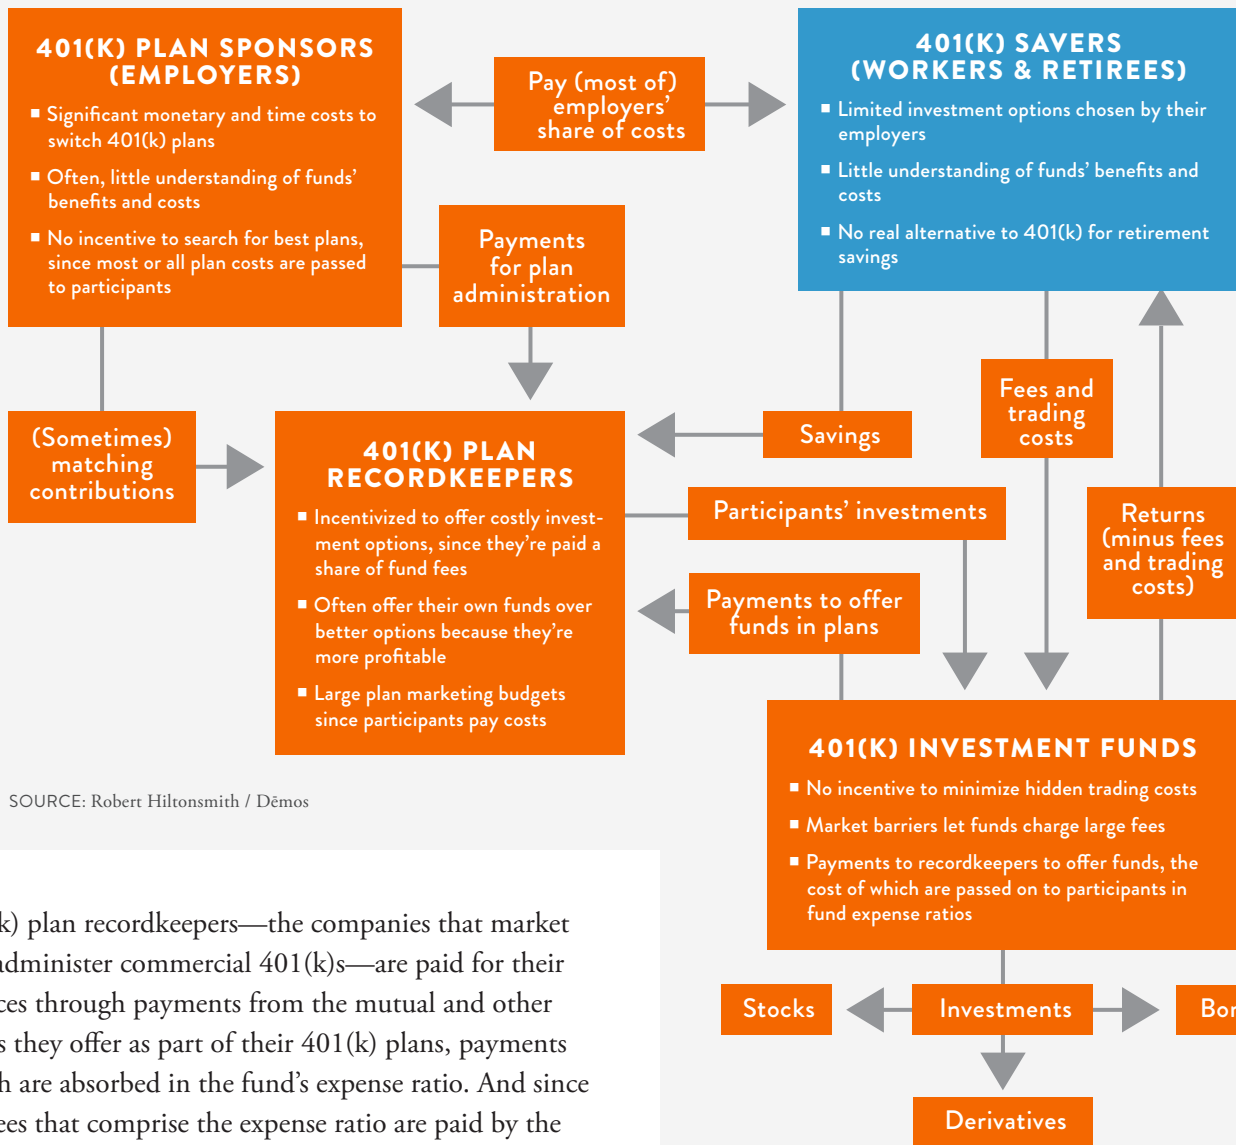 401(K) PLAN SPONSORS
(EMPLOYERS)
■ Significant monetary and time costs to
switch 401(k) plans
■ Often, little understanding of funds'
benefits and costs
■ No incentive to search for best plans,
since most or all plan costs are passed
to participants
Pay (most of)
employers'
share of costs
401(K) SAVERS
(WORKERS & RETIREES)
■ Limited investment options chosen by their
employers
■ Little understanding of funds' benefits and
costs
■ No real alternative to 401(k) for retirement
savings
Payments
for plan
administration
(Sometimes)
matching
contributions
401(K) PLAN
RECORDKEEPERS
■ Incentivized to offer costly invest-
ment options, since they're paid a
share of fund fees
■ Often offer their own funds over
better options because they're
more profitable
■ Large plan marketing budgets
since participants pay costs
Savings
Fees and
trading
costs
Participants' investments
Returns
(minus fees
and trading
costs)
Payments to offer
funds in plans
401(K) INVESTMENT FUNDS
■ No incentive to minimize hidden trading costs
■ Market barriers let funds charge large fees
■ Payments to recordkeepers to offer funds, the
cost of which are passed on to participants in
fund expense ratios
Stocks
Investments
Derivatives
SOURCE: Robert Hiltonsmith / Dēmos
k) plan recordkeepers—the companies that market
administer commercial 401(k)s—are paid for their
through payments from the mutual and other
they offer as part of their 401(k) plans, payments
are absorbed in the fund's expense ratio. And since
that comprise the expense ratio are paid by the